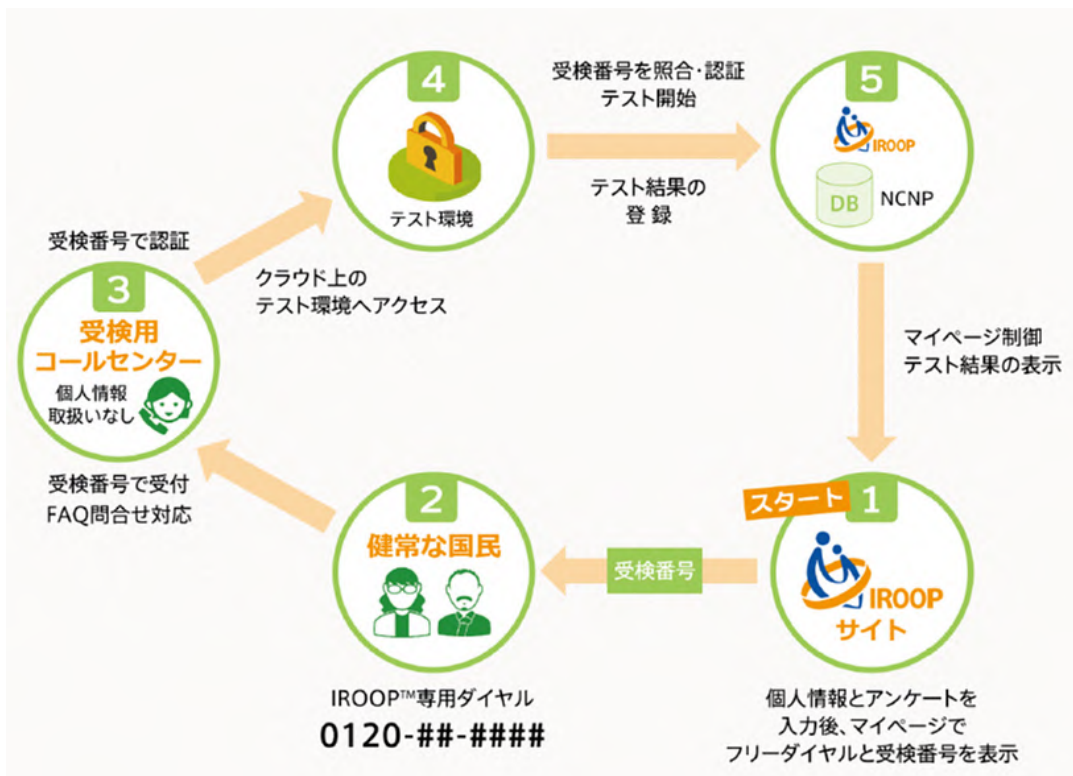 4
テスト環境
受検番号を照合・認証
テスト開始
テスト結果の
登 録
5
IROOP
DB
NCNP
受検番号で認証
クラウド上の
テスト環境へアクセス
3
受検用
コールセンター
個人情報
取扱いなし
受検番号で受付
FAQ問合せ対応
マイページ制御
テスト結果の表示
2
健常な国民
IROOP™専用ダイヤル
0120-##-####
受検番号
スタート
1
IROOP
サイト
個人情報とアンケートを
入力後、マイページで
フリーダイヤルと受検番号を表示